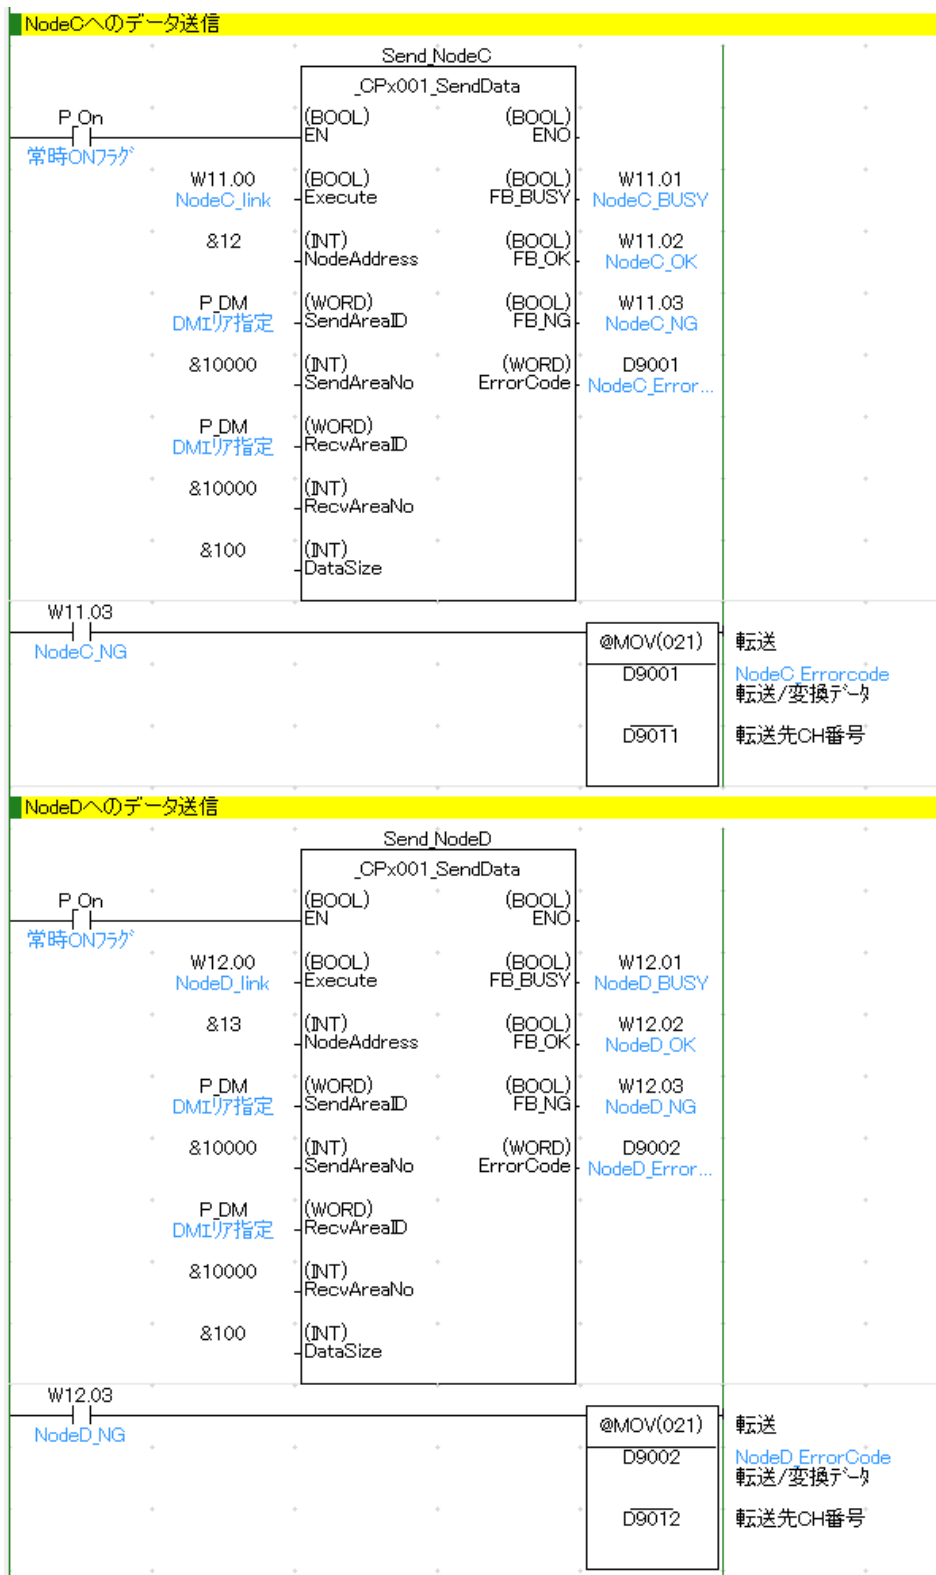 NodeCへのデータ送信
Send_NodeC
_CPx001_SendData
P_On (BOOL) (BOOL)
EN ENO
常時ONフラグ
W11.00 (BOOL) (BOOL) W11.01
NodeC_link Execute FB_BUSY NodeC_BUSY
&12 (INT) (BOOL) W11.02
NodeAddress FB_OK NodeC_OK
P_DM (WORD) (BOOL) W11.03
DMエリア指定 SendAreaID FB_NG NodeC_NG
&10000 (INT) (WORD) D9001
SendAreaNo ErrorCode NodeC_Error...
P_DM (WORD)
DMエリア指定 RecvAreaID
&10000 (INT)
RecvAreaNo
&100 (INT)
DataSize
W11.03
NodeC_NG
@MOV(021) 転送
D9001 NodeC_Errorcode
転送/変換データ
D9011 転送先CH番号
NodeDへのデータ送信
Send_NodeD
_CPx001_SendData
P_On (BOOL) (BOOL)
EN ENO
常時ONフラグ
W12.00 (BOOL) (BOOL) W12.01
NodeD_link Execute FB_BUSY NodeD_BUSY
&13 (INT) (BOOL) W12.02
NodeAddress FB_OK NodeD_OK
P_DM (WORD) (BOOL) W12.03
DMエリア指定 SendAreaID FB_NG NodeD_NG
&10000 (INT) (WORD) D9002
SendAreaNo ErrorCode NodeD_Error...
P_DM (WORD)
DMエリア指定 RecvAreaID
&10000 (INT)
RecvAreaNo
&100 (INT)
DataSize
W12.03
NodeD_NG
@MOV(021) 転送
D9002 NodeD_ErrorCode
転送/変換データ
D9012 転送先CH番号